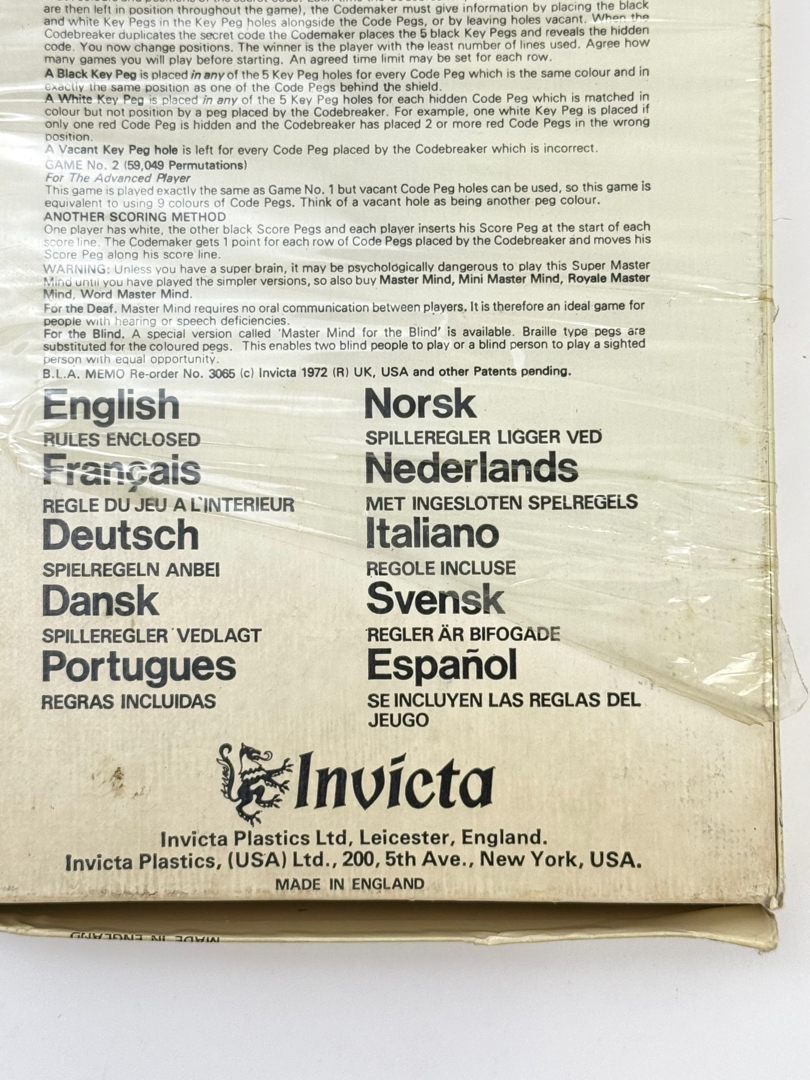 are then left in position throughout the game), the Codemaker must give information by placing the black
and white Key Pegs in the Key Peg holes alongside the Code Pegs, or by leaving holes vacant. When the
Codebreaker duplicates the secret code the Codemaker places the 5 black Key Pegs and reveals the hidden
code. You now change positions. The winner is the player with the least number of lines used. Agree how
many games you will play before starting. An agreed time limit may be set for each row.
A Black Key Peg is placed in any of the 5 Key Peg holes for every Code Peg which is the same colour and in
exactly the same position as one of the Code Pegs behind the shield.
A White Key Peg is placed in any of the 5 Key Peg holes for each hidden Code Peg which is matched in
colour but not position by a peg placed by the Codebreaker. For example, one white Key Peg is placed if
only one red Code Peg is hidden and the Codebreaker has placed 2 or more red Code Pegs in the wrong
position.
A Vacant Key Peg hole is left for every Code Peg placed by the Codebreaker which is incorrect.
GAME No. 2 (59,049 Permutations)
For The Advanced Player
This game is played exactly the same as Game No. 1 but vacant Code Peg holes can be used, so this game is
equivalent to using 9 colours of Code Pegs. Think of a vacant hole as being another peg colour.
ANOTHER SCORING METHOD
One player has white, the other black Score Pegs and each player inserts his Score Peg at the start of each
score line. The Codemaker gets 1 point for each row of Code Pegs placed by the Codebreaker and moves his
Score Peg along his score line.
WARNING: Unless you have a super brain, it may be psychologically dangerous to play this Super Master
Mind until you have played the simpler versions, so also buy Master Mind, Mini Master Mind, Royale Master
Mind, Word Master Mind.
For the Deaf. Master Mind requires no oral communication between players. It is therefore an ideal game for
people with hearing or speech deficiencies.
For the Blind. A special version called 'Master Mind for the Blind' is available. Braille type pegs are
substituted for the coloured pegs. This enables two blind people to play or a blind person to play a sighted
person with equal opportunity.
B.L.A. MEMO Re-order No. 3065 (c) Invicta 1972 (R) UK, USA and other Patents pending.
English
RULES ENCLOSED
Français
REGLE DU JEU A L'INTERIEUR
Deutsch
SPIELREGELN ANBEI
Dansk
SPILLEREGLER VEDLAGT
Portugues
REGRAS INCLUIDAS
Norsk
SPILLEREGLER LIGGER VED
Nederlands
MET INGESLOTEN SPELREGELS
Italiano
REGOLE INCLUSE
Svensk
REGLER ÄR BIFOGADE
Español
SE INCLUYEN LAS REGLAS DEL
JEUGO
Invicta
Invicta Plastics Ltd, Leicester, England.
Invicta Plastics, (USA) Ltd., 200, 5th Ave., New York, USA.
MADE IN ENGLAND
MADE IN ENGLAND